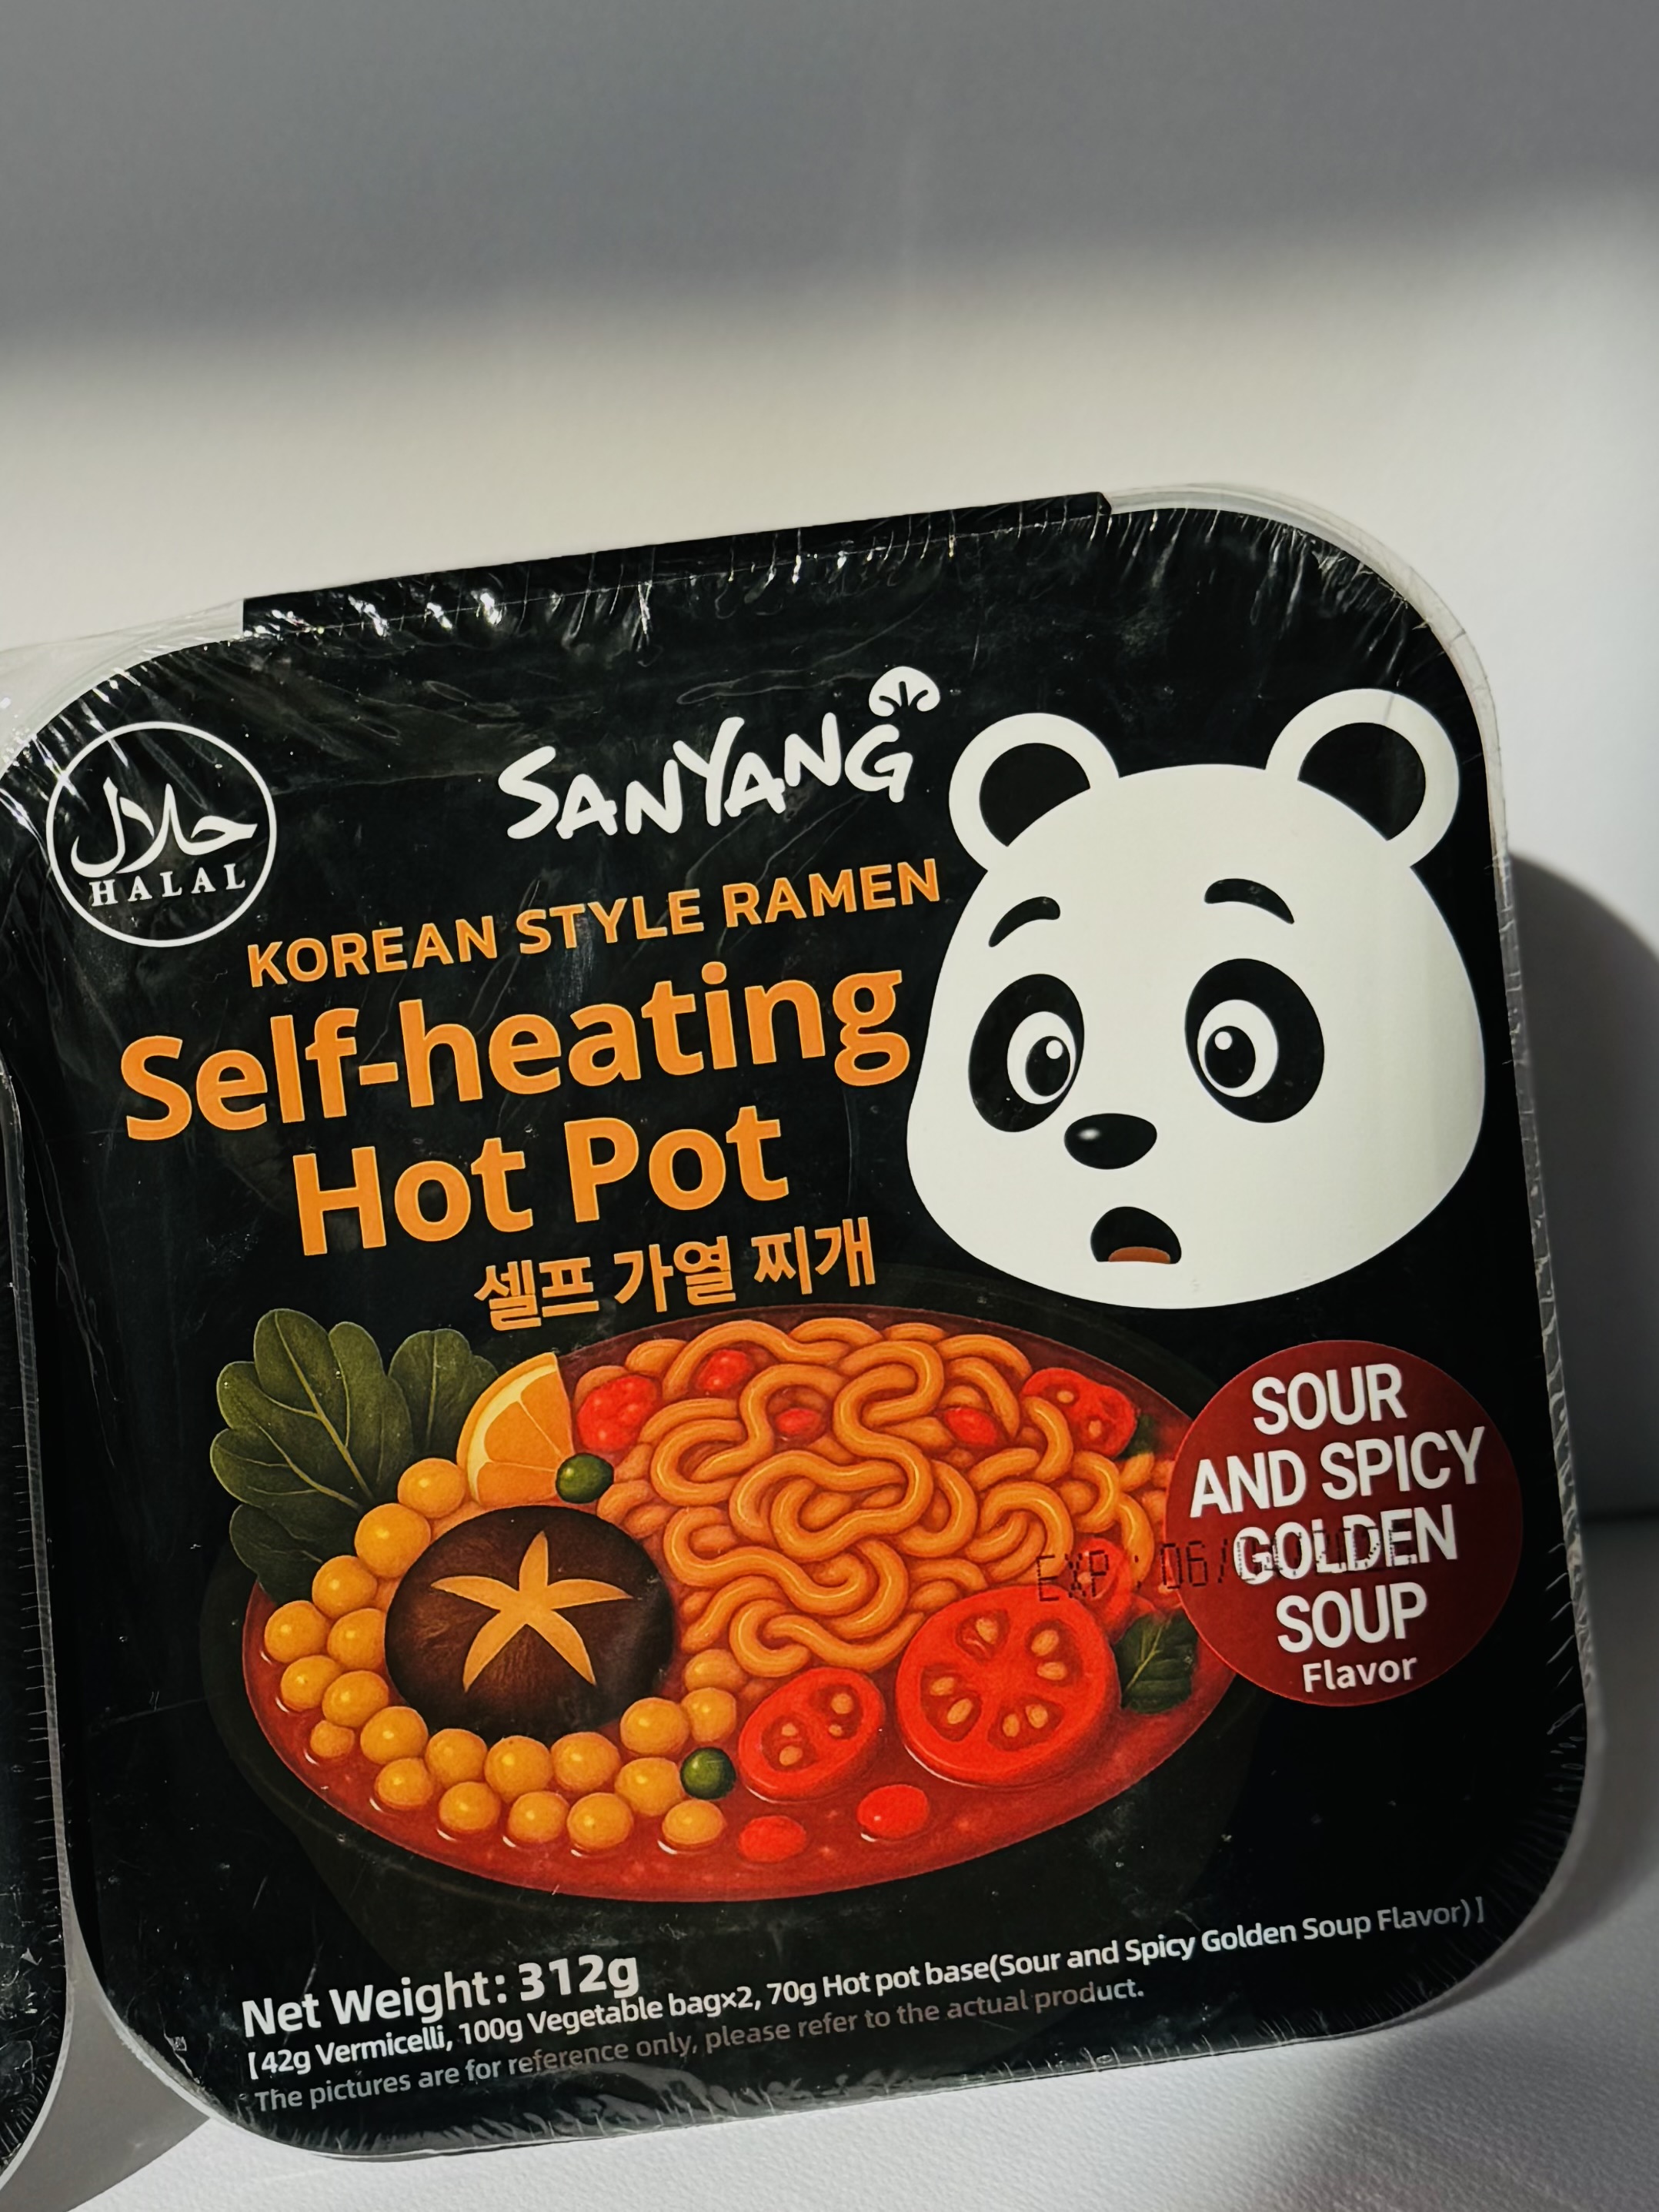 SANYANG
حلال
HALAL
KOREAN STYLE RAMEN
Self-heating
Hot Pot
셀프 가열 찌개
SOUR
AND SPICY
GOLDEN
SOUP
Flavor
EXP : 06/
Net Weight: 312g
[42g Vermicelli, 100g Vegetable bag×2, 70g Hot pot base(Sour and Spicy Golden Soup Flavor)]
The pictures are for reference only, please refer to the actual product.